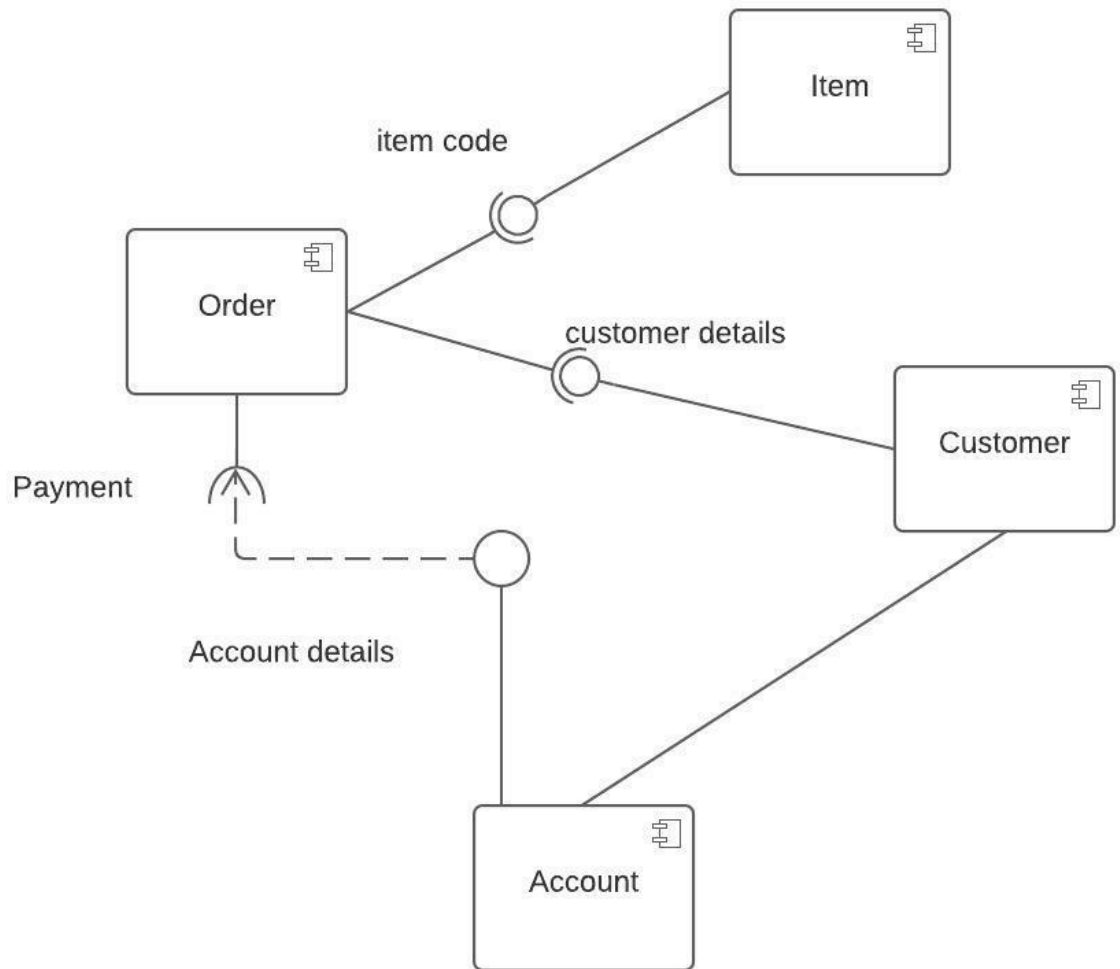 Item
item code
Order
customer details
Customer
Payment
Account details
Account